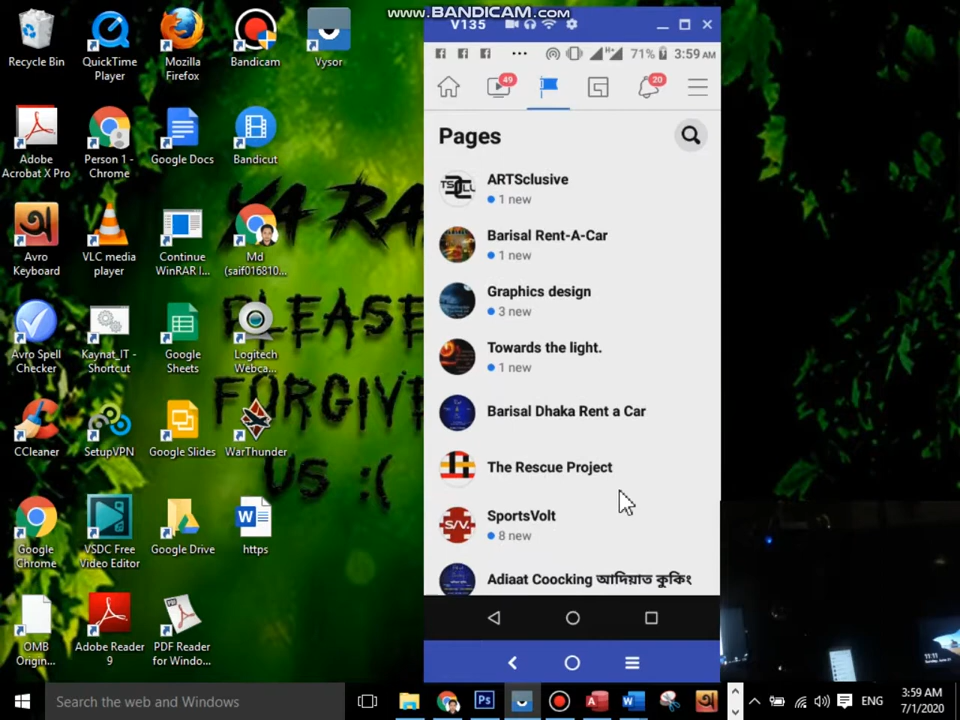 www.BANDICAM.com
Recycle Bin
QuickTime
Player
Mozilla
Firefox
Bandicam
Vysor
Adobe
Acrobat X Pro
Person 1 -
Chrome
Google Docs
Bandicut
Avro
Keyboard
VLC media
player
Continue
WinRAR I...
Md
(saif016810...
Avro Spell
Checker
Kaynat_IT -
Shortcut
Google
Sheets
Logitech
Webca...
CCleaner
SetupVPN
Google Slides
WarThunder
Google
Chrome
VSDC Free
Video Editor
Google Drive
https
OMB
Origin...
Adobe Reader
9
PDF Reader
for Windo...
YA-RA
PLEASE
FORGIVE
US :(
V135
71% 3:59 AM
49
20
Pages
ARTSclusive
1 new
Barisal Rent-A-Car
1 new
Graphics design
3 new
Towards the light.
1 new
Barisal Dhaka Rent a Car
The Rescue Project
S/V.
SportsVolt
8 new
Adiaat Coocking আদিয়াত কুকিং
11:11
Search the web and Windows
ENG
3:59 AM
7/1/2020